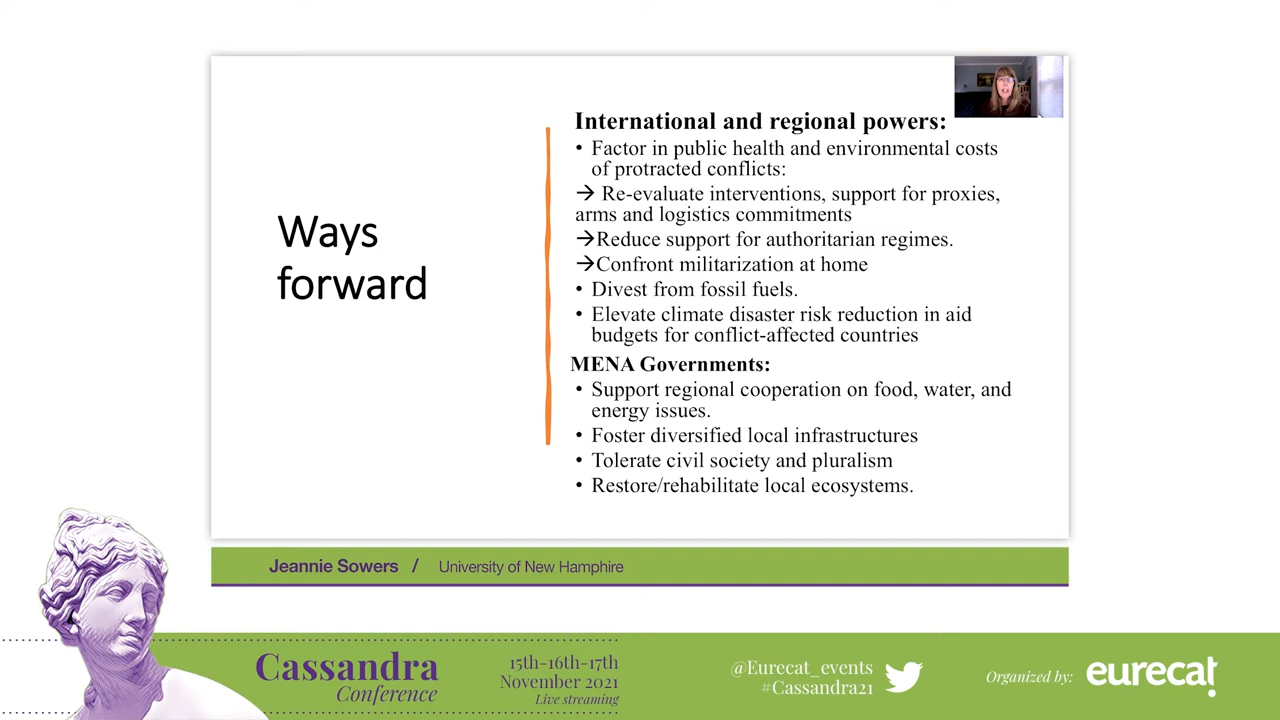 Ways
forward
International and regional powers:
• Factor in public health and environmental costs
of protracted conflicts:
→ Re-evaluate interventions, support for proxies,
arms and logistics commitments
→Reduce support for authoritarian regimes.
→Confront militarization at home
• Divest from fossil fuels.
• Elevate climate disaster risk reduction in aid
budgets for conflict-affected countries
MENA Governments:
• Support regional cooperation on food, water, and
energy issues.
• Foster diversified local infrastructures
• Tolerate civil society and pluralism
• Restore/rehabilitate local ecosystems.
Jeannie Sowers / University of New Hampshire
Cassandra
Conference
15th-16th-17th
November 2021
Live streaming
@Eurecat_events
#Cassandra21
Organized by:
eurecat